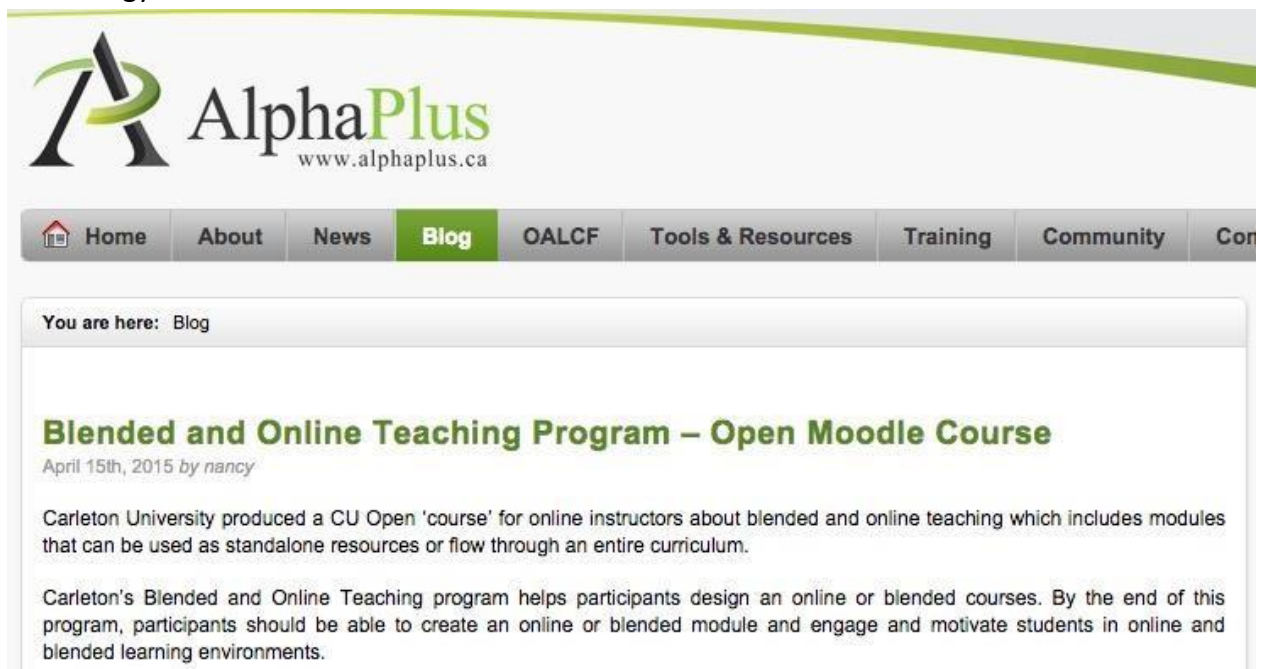 AlphaPlus
www.alphaplus.ca
Home About News Blog OALCF Tools & Resources Training Community
You are here: Blog
Blended and Online Teaching Program – Open Moodle Course
April 15th, 2015 by nancy
Carleton University produced a CU Open ‘course’ for online instructors about blended and online teaching which includes modules
that can be used as standalone resources or flow through an entire curriculum.
Carleton’s Blended and Online Teaching program helps participants design an online or blended courses. By the end of this
program, participants should be able to create an online or blended module and engage and motivate students in online and
blended learning environments.